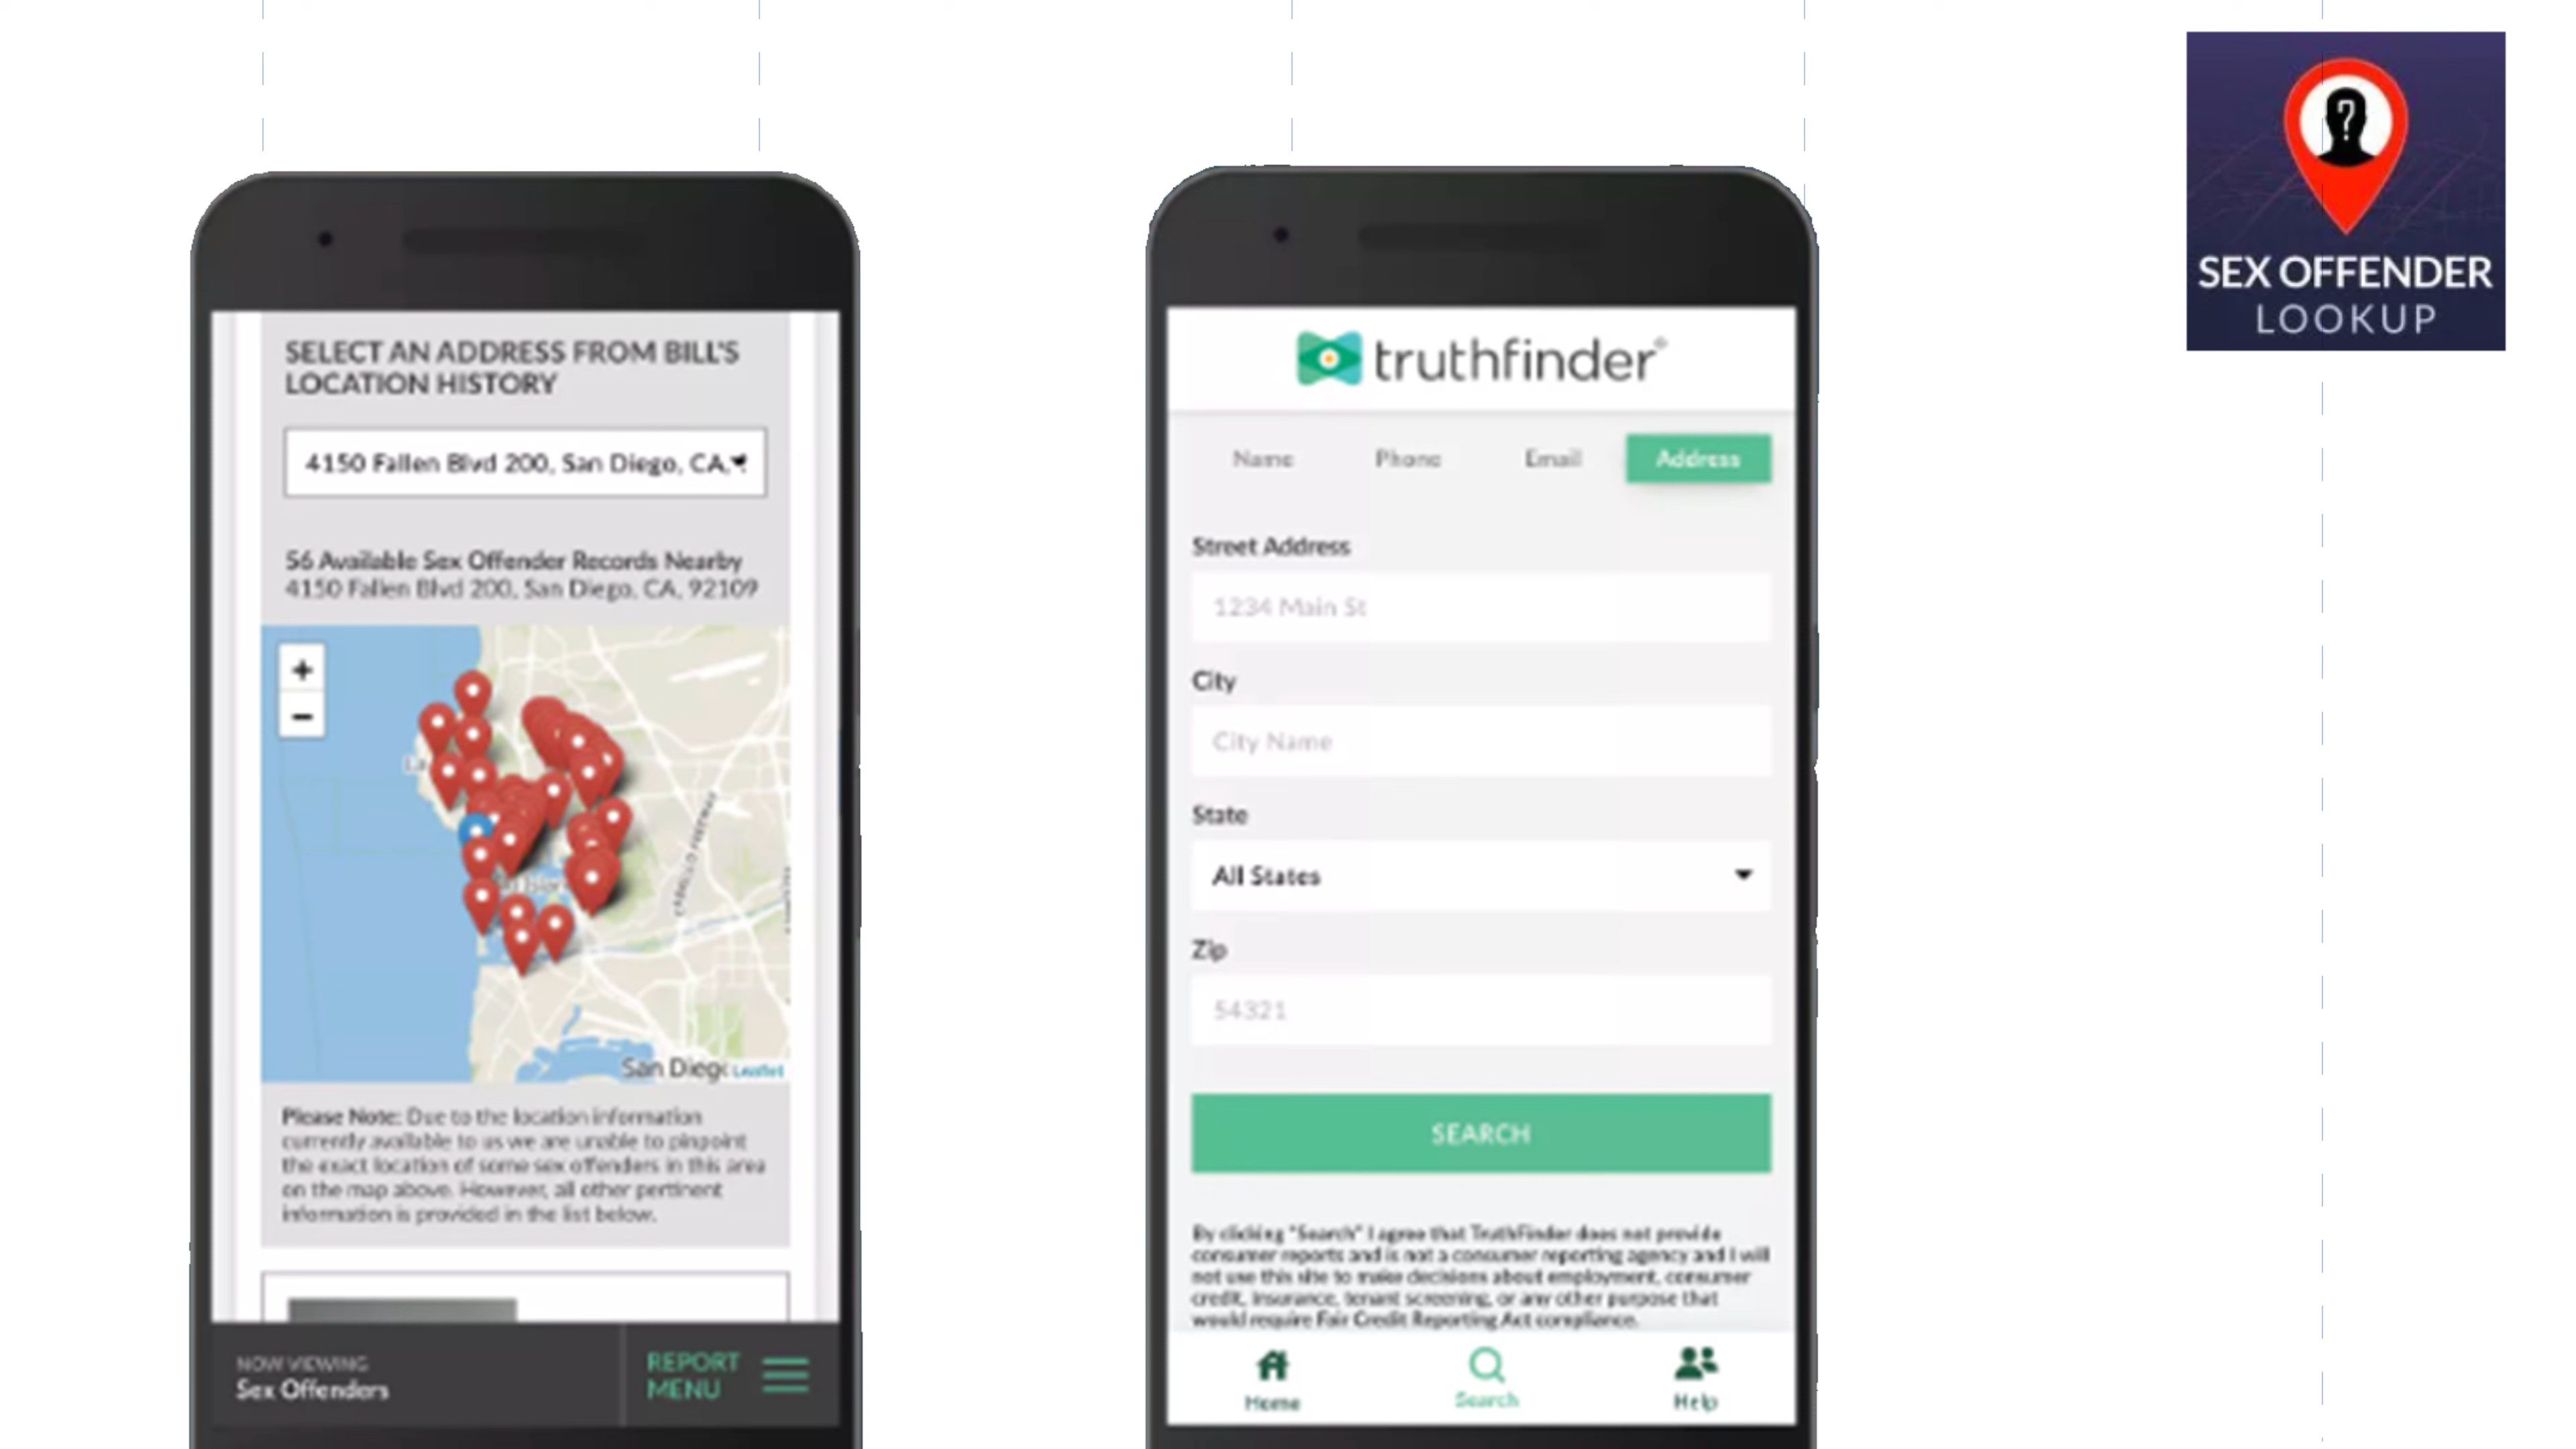 SELECT AN ADDRESS FROM BILL'S
LOCATION HISTORY
4150 Fallen Blvd 200, San Diego, CA,
56 Available Sex Offender Records Nearby
4150 Fallen Blvd 200, San Diego, CA, 92109
+
−
La
CABRILLO FREEWAY
San Dieg
Leaflet
Please Note: Due to the location information
currently available to us we are unable to pinpoint
the exact location of some sex offenders in this area
on the map above. However, all other pertinent
information is provided in the list below.
NOW VIEWING
Sex Offenders
REPORT
MENU
truthfinder®
Name Phone Email Address
Street Address
1234 Main St
City
City Name
State
All States
Zip
54321
SEARCH
By clicking "Search" I agree that TruthFinder does not provide
consumer reports and is not a consumer reporting agency and I will
not use this site to make decisions about employment, consumer
credit, insurance, tenant screening, or any other purpose that
would require Fair Credit Reporting Act compliance.
Home Search Help
?
SEX OFFENDER
LOOKUP